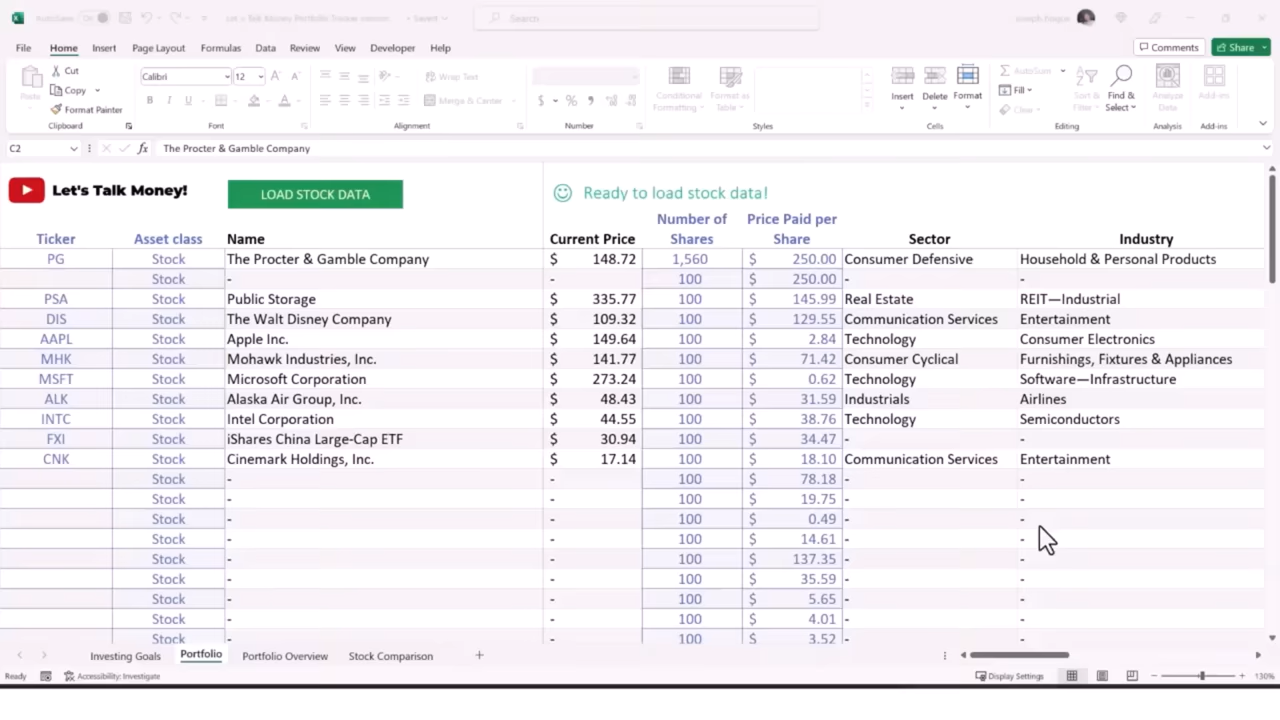 AutoSave On Let's Talk Money Portfolio Tracker • Saved Search
File Home Insert Page Layout Formulas Data Review View Developer Help Comments Share
Cut Calibri 12 Wrap Text AutoSum
Paste Copy Merge & Center $ % Conditional Formatting Format as Table Insert Delete Format Fill Sort & Filter Find & Select Analyze Data Add-ins
Format Painter B I U A Clear
Clipboard Font Alignment Number Styles Cells Editing Analysis Add-ins
C2 fx The Procter & Gamble Company
Let's Talk Money! LOAD STOCK DATA Ready to load stock data!
Ticker Asset class Name Current Price Number of Shares Price Paid per Share Sector Industry
PG Stock The Procter & Gamble Company $ 148.72 1,560 $ 250.00 Consumer Defensive Household & Personal Products
Stock - 100 $ 250.00 - -
PSA Stock Public Storage $ 335.77 100 $ 145.99 Real Estate REIT—Industrial
DIS Stock The Walt Disney Company $ 109.32 100 $ 129.55 Communication Services Entertainment
AAPL Stock Apple Inc. $ 149.64 100 $ 2.84 Technology Consumer Electronics
MHK Stock Mohawk Industries, Inc. $ 141.77 100 $ 71.42 Consumer Cyclical Furnishings, Fixtures & Appliances
MSFT Stock Microsoft Corporation $ 273.24 100 $ 0.62 Technology Software—Infrastructure
ALK Stock Alaska Air Group, Inc. $ 48.43 100 $ 31.59 Industrials Airlines
INTC Stock Intel Corporation $ 44.55 100 $ 38.76 Technology Semiconductors
FXI Stock iShares China Large-Cap ETF $ 30.94 100 $ 34.47 - -
CNK Stock Cinemark Holdings, Inc. $ 17.14 100 $ 18.10 Communication Services Entertainment
Stock - - 100 $ 78.18 - -
Stock - - 100 $ 19.75 - -
Stock - - 100 $ 0.49 - -
Stock - - 100 $ 14.61 - -
Stock - - 100 $ 137.35 - -
Stock - - 100 $ 35.59 - -
Stock - - 100 $ 5.65 - -
Stock - - 100 $ 4.01 - -
Stock - - 100 $ 3.52 - -
Investing Goals Portfolio Portfolio Overview Stock Comparison
Ready Accessibility: Investigate Display Settings 130%